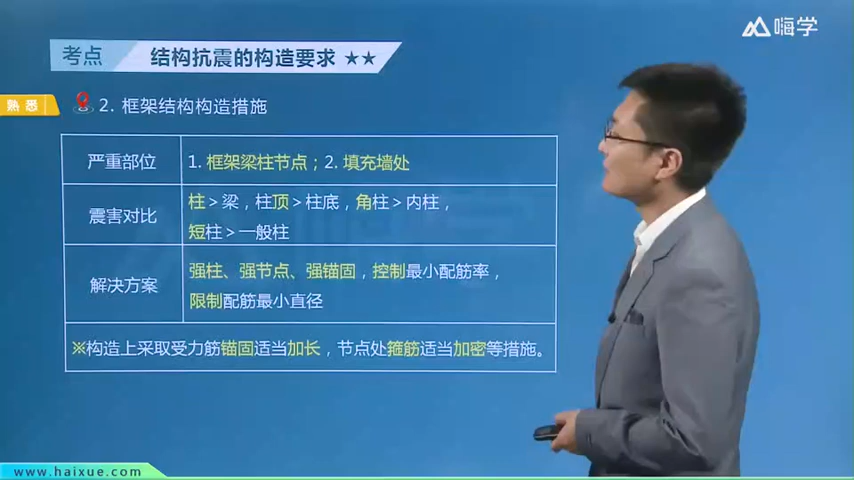 考点 结构抗震的构造要求 ★★
嗨学
熟悉
2. 框架结构构造措施
严重部位 1. 框架梁柱节点；2. 填充墙处
震害对比
柱＞梁，柱顶＞柱底，角柱＞内柱，
短柱＞一般柱
解决方案
强柱、强节点、强锚固，控制最小配筋率，
限制配筋最小直径
※构造上采取受力筋锚固适当加长，节点处箍筋适当加密等措施。
www.haixue.com